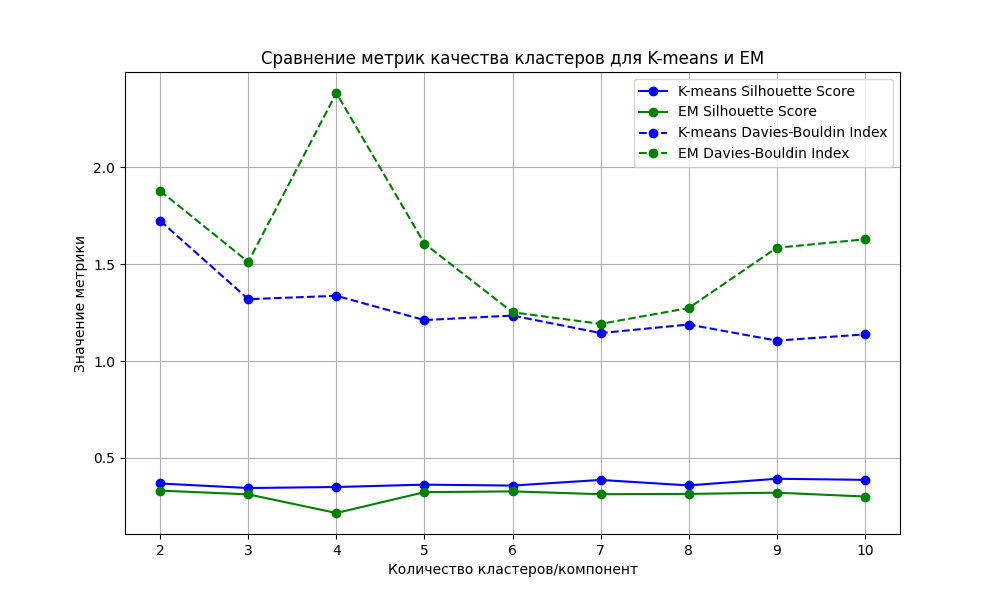 Сравнение метрик качества кластеров для K-means и EM
K-means Silhouette Score
EM Silhouette Score
K-means Davies-Bouldin Index
EM Davies-Bouldin Index
2.0
1.5
1.0
0.5
Значение метрики
2 3 4 5 6 7 8 9 10
Количество кластеров/компонент